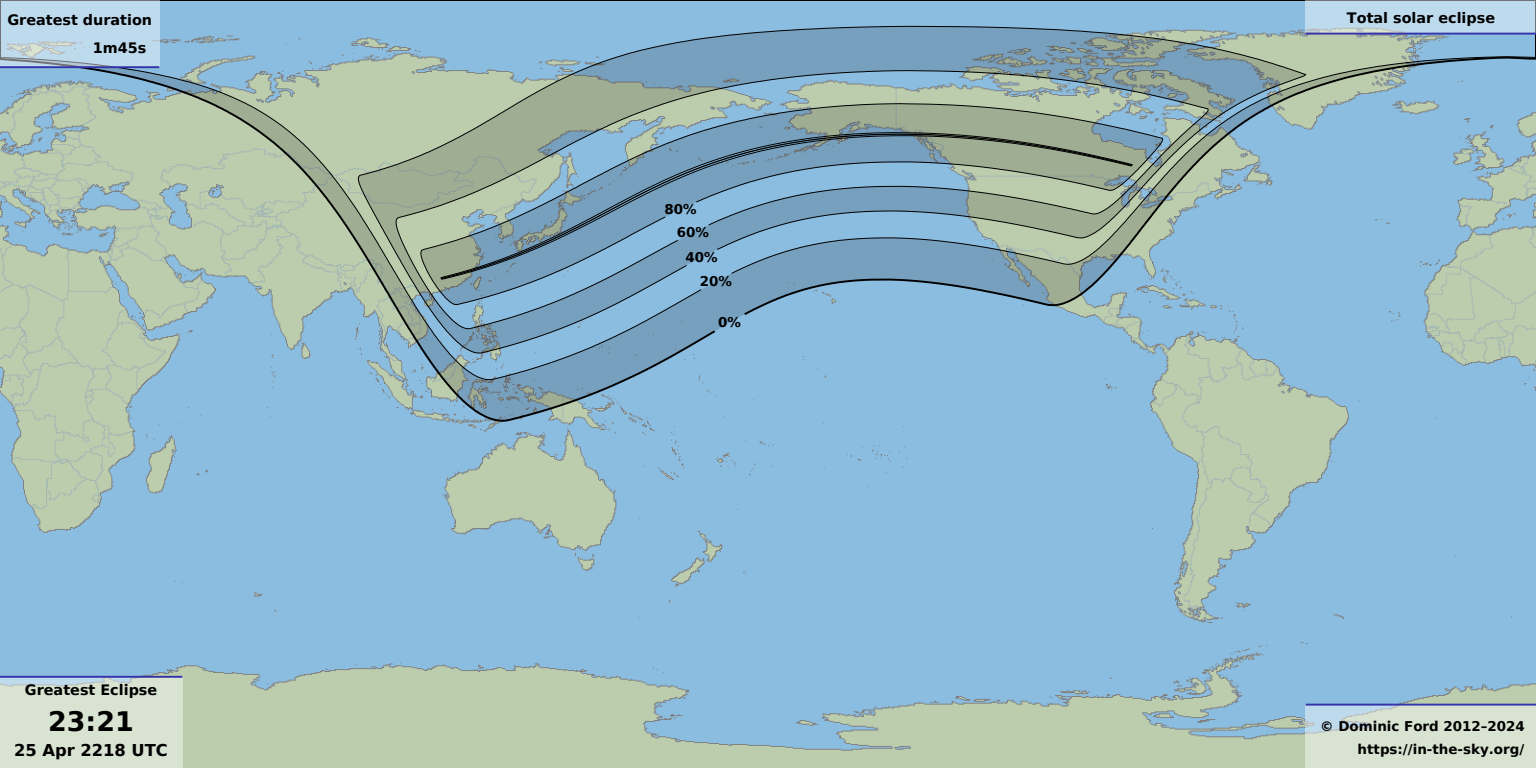 Greatest duration
1m45s
Total solar eclipse
80%
60%
40%
20%
0%
Greatest Eclipse
23:21
25 Apr 2218 UTC
© Dominic Ford 2012–2024
https://in-the-sky.org/